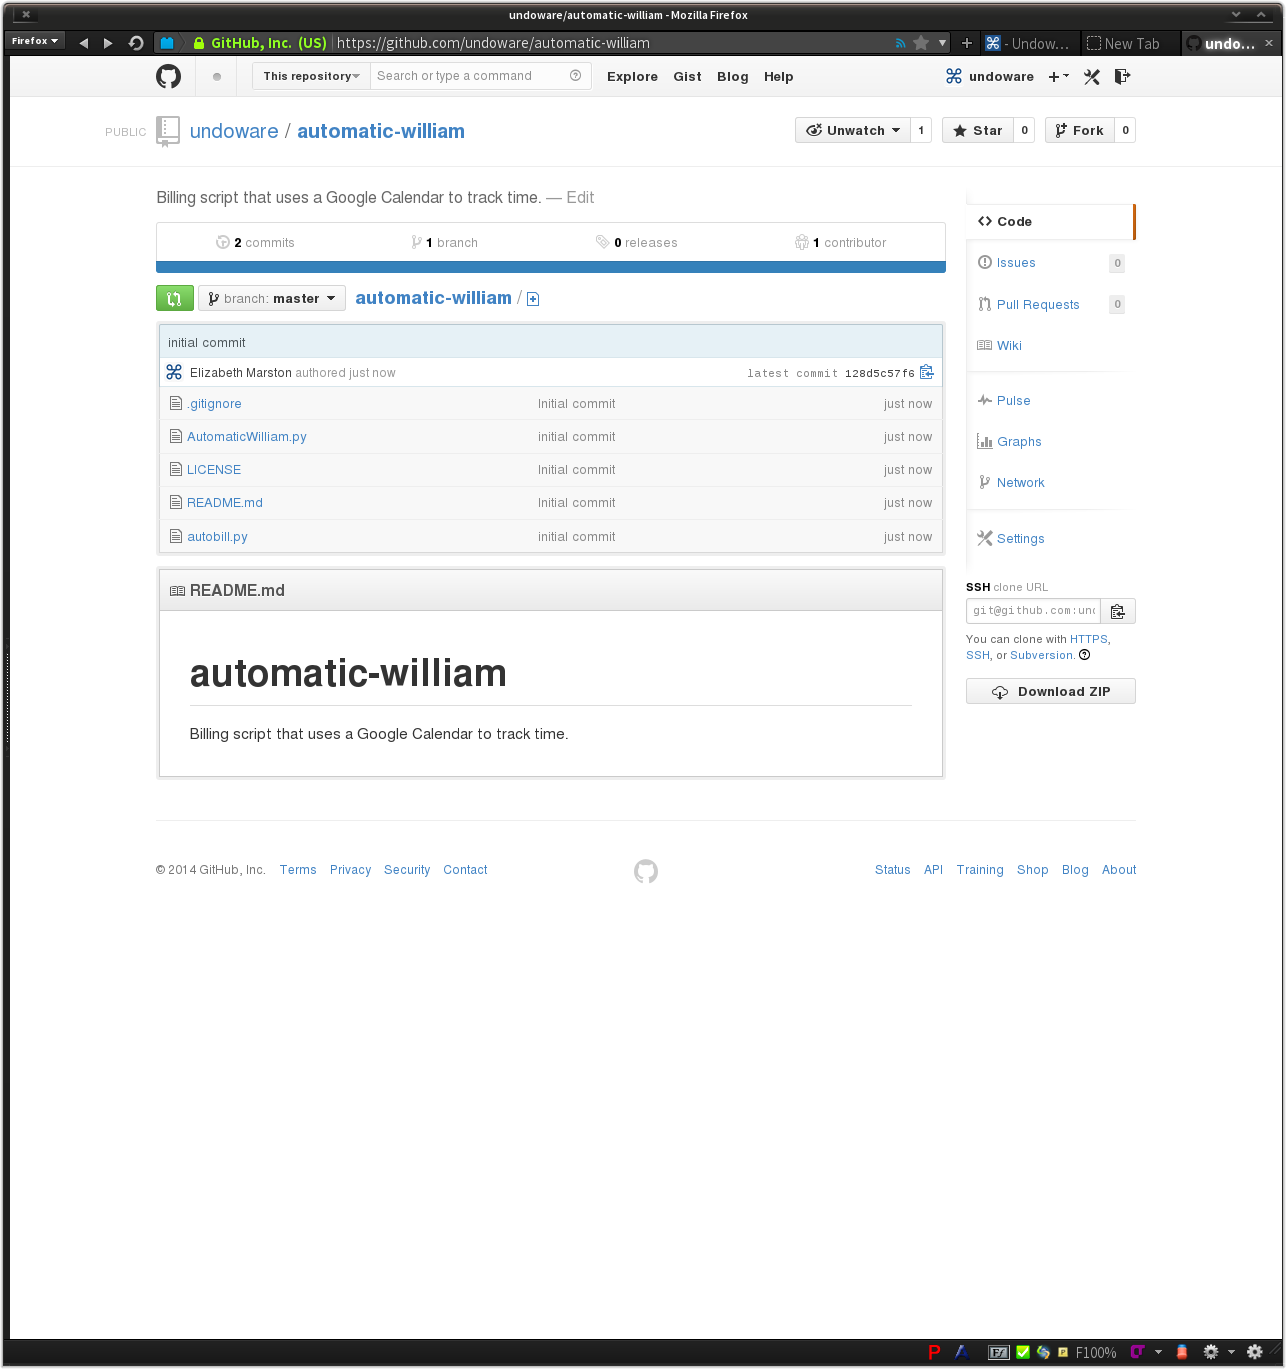 undoware/automatic-william - Mozilla Firefox
Firefox
GitHub, Inc. (US) https://github.com/undoware/automatic-william
- Undow...
New Tab
undo...
This repository
Search or type a command
Explore Gist Blog Help
undoware
PUBLIC undoware / automatic-william
Unwatch 1 Star 0 Fork 0
Billing script that uses a Google Calendar to track time. — Edit
2 commits 1 branch 0 releases 1 contributor
branch: master automatic-william /
initial commit
Elizabeth Marston authored just now latest commit 128d5c57f6
.gitignore Initial commit just now
AutomaticWilliam.py initial commit just now
LICENSE Initial commit just now
README.md Initial commit just now
autobill.py initial commit just now
README.md
automatic-william
Billing script that uses a Google Calendar to track time.
Code
Issues 0
Pull Requests 0
Wiki
Pulse
Graphs
Network
Settings
SSH clone URL
git@github.com:und
You can clone with HTTPS,
SSH, or Subversion.
Download ZIP
© 2014 GitHub, Inc. Terms Privacy Security Contact
Status API Training Shop Blog About
P F100%